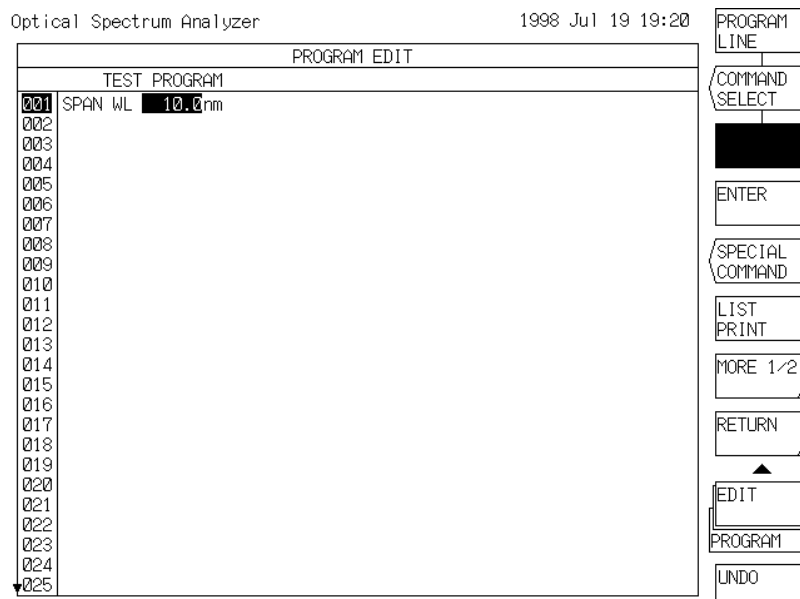 Optical Spectrum Analyzer
1998 Jul 19 19:20
PROGRAM EDIT
TEST PROGRAM
001 SPAN WL 10.0nm
002
003
004
005
006
007
008
009
010
011
012
013
014
015
016
017
018
019
020
021
022
023
024
025
PROGRAM
LINE
COMMAND
SELECT
ENTER
SPECIAL
COMMAND
LIST
PRINT
MORE 1/2
RETURN
EDIT
PROGRAM
UNDO